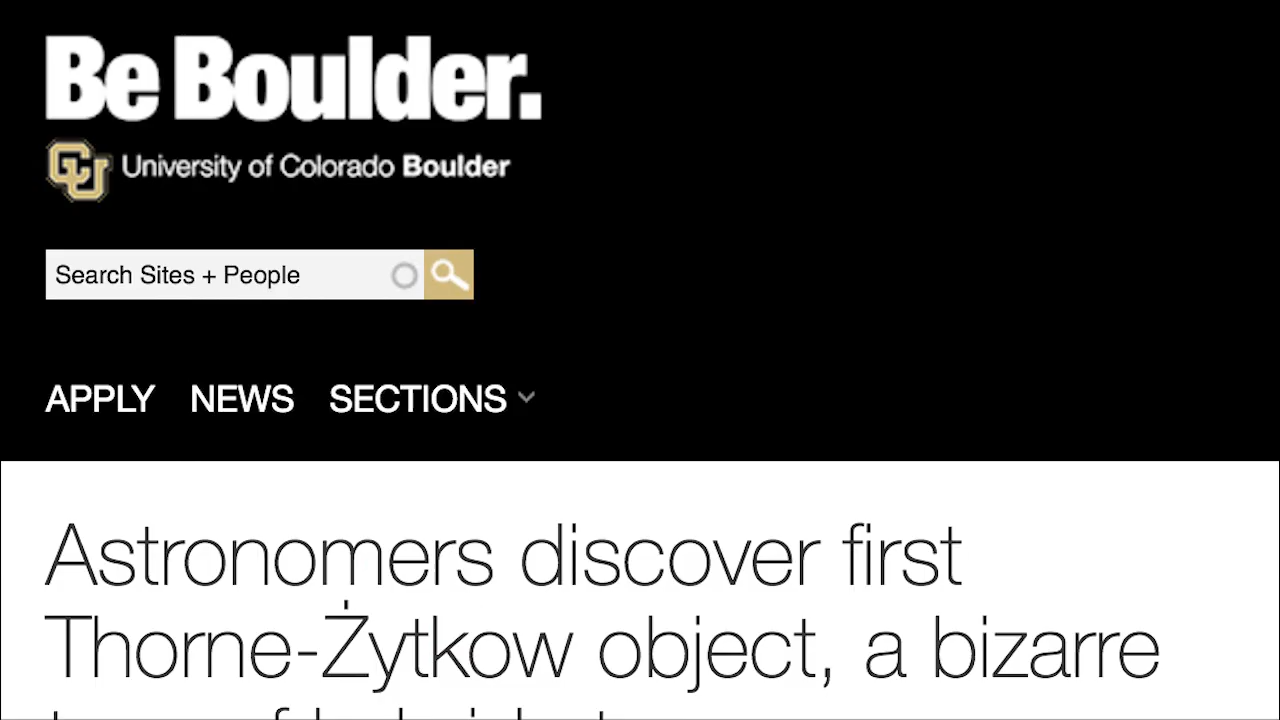 Be Boulder.
CU University of Colorado Boulder
Search Sites + People
APPLY NEWS SECTIONS
Astronomers discover first
Thorne-Żytkow object, a bizarre